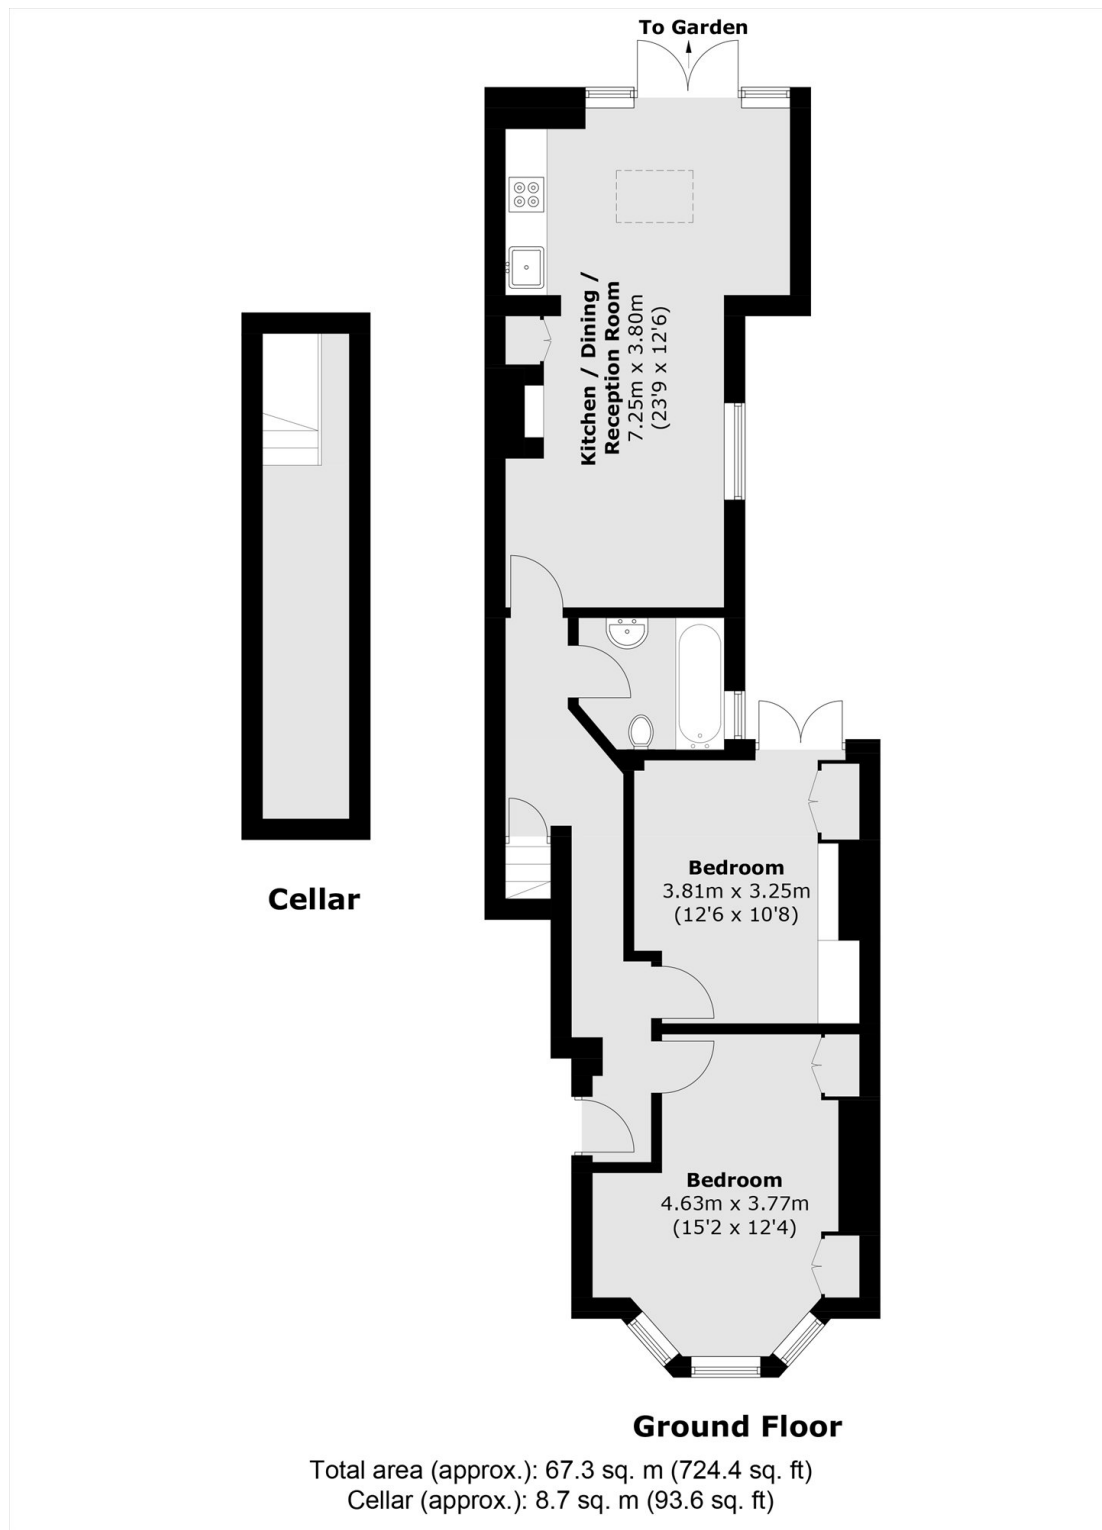 To Garden
Kitchen / Dining /
Reception Room
7.25m x 3.80m
(23'9 x 12'6)
Cellar
Bedroom
3.81m x 3.25m
(12'6 x 10'8)
Bedroom
4.63m x 3.77m
(15'2 x 12'4)
Ground Floor
Total area (approx.): 67.3 sq. m (724.4 sq. ft)
Cellar (approx.): 8.7 sq. m (93.6 sq. ft)